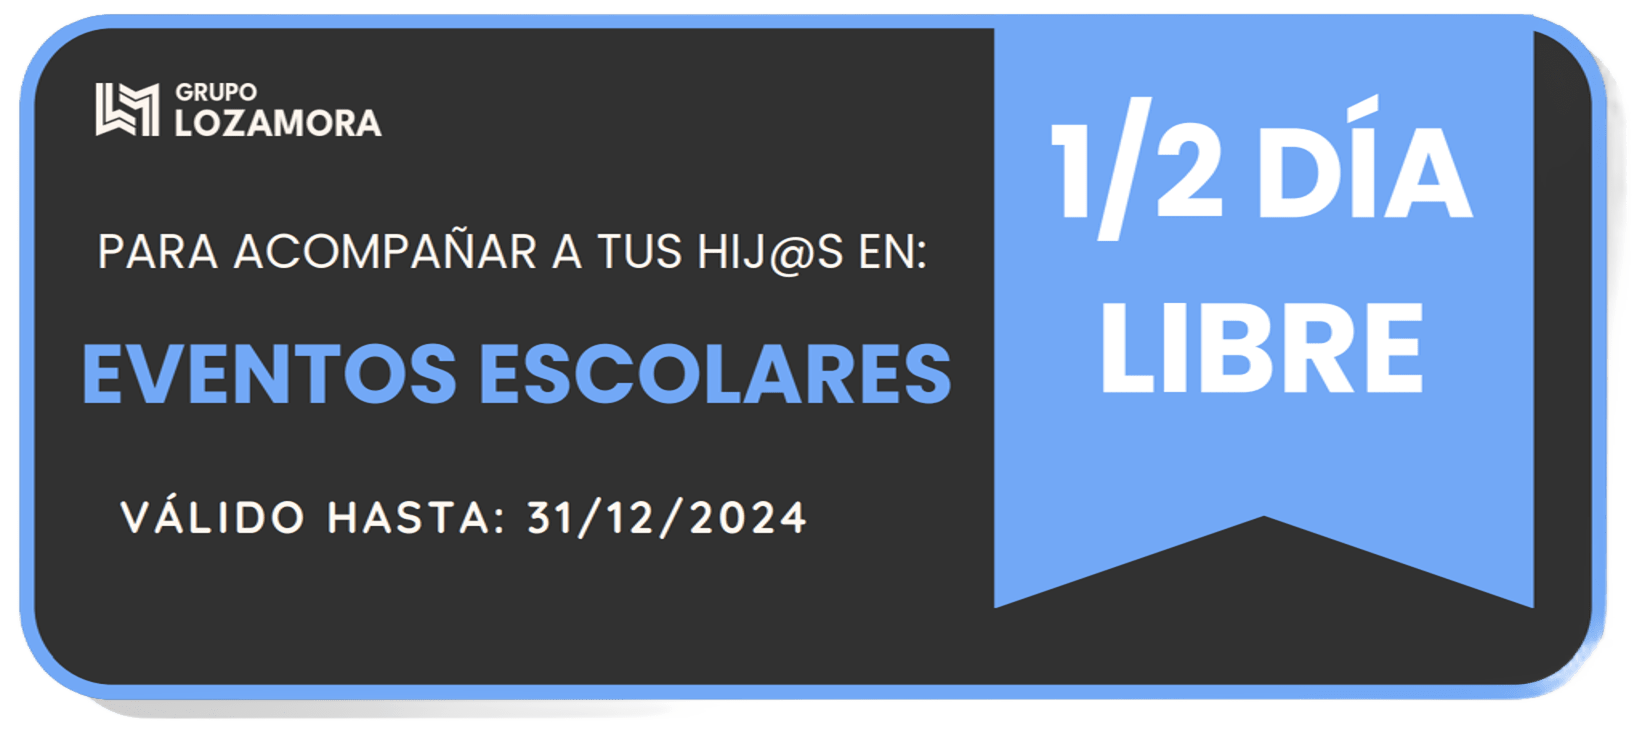 GRUPO
LOZAMORA
PARA ACOMPAÑAR A TUS HIJ@S EN:
EVENTOS ESCOLARES
VÁLIDO HASTA: 31/12/2024
1/2 DÍA
LIBRE